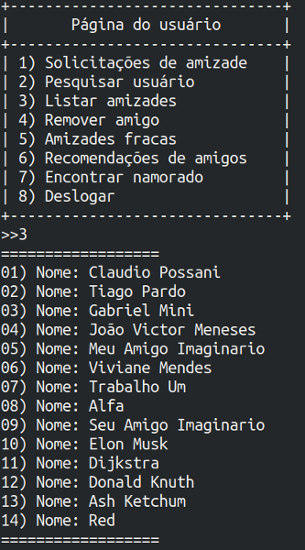 +-------------------------------+
|       Página do usuário       |
+-------------------------------+
| 1) Solicitações de amizade    |
| 2) Pesquisar usuário          |
| 3) Listar amizades            |
| 4) Remover amigo              |
| 5) Amizades fracas            |
| 6) Recomendações de amigos    |
| 7) Encontrar namorado         |
| 8) Deslogar                   |
+-------------------------------+
>>3
==================
01) Nome: Claudio Possani
02) Nome: Tiago Pardo
03) Nome: Gabriel Mini
04) Nome: João Victor Meneses
05) Nome: Meu Amigo Imaginario
06) Nome: Viviane Mendes
07) Nome: Trabalho Um
08) Nome: Alfa
09) Nome: Seu Amigo Imaginario
10) Nome: Elon Musk
11) Nome: Dijkstra
12) Nome: Donald Knuth
13) Nome: Ash Ketchum
14) Nome: Red
==================